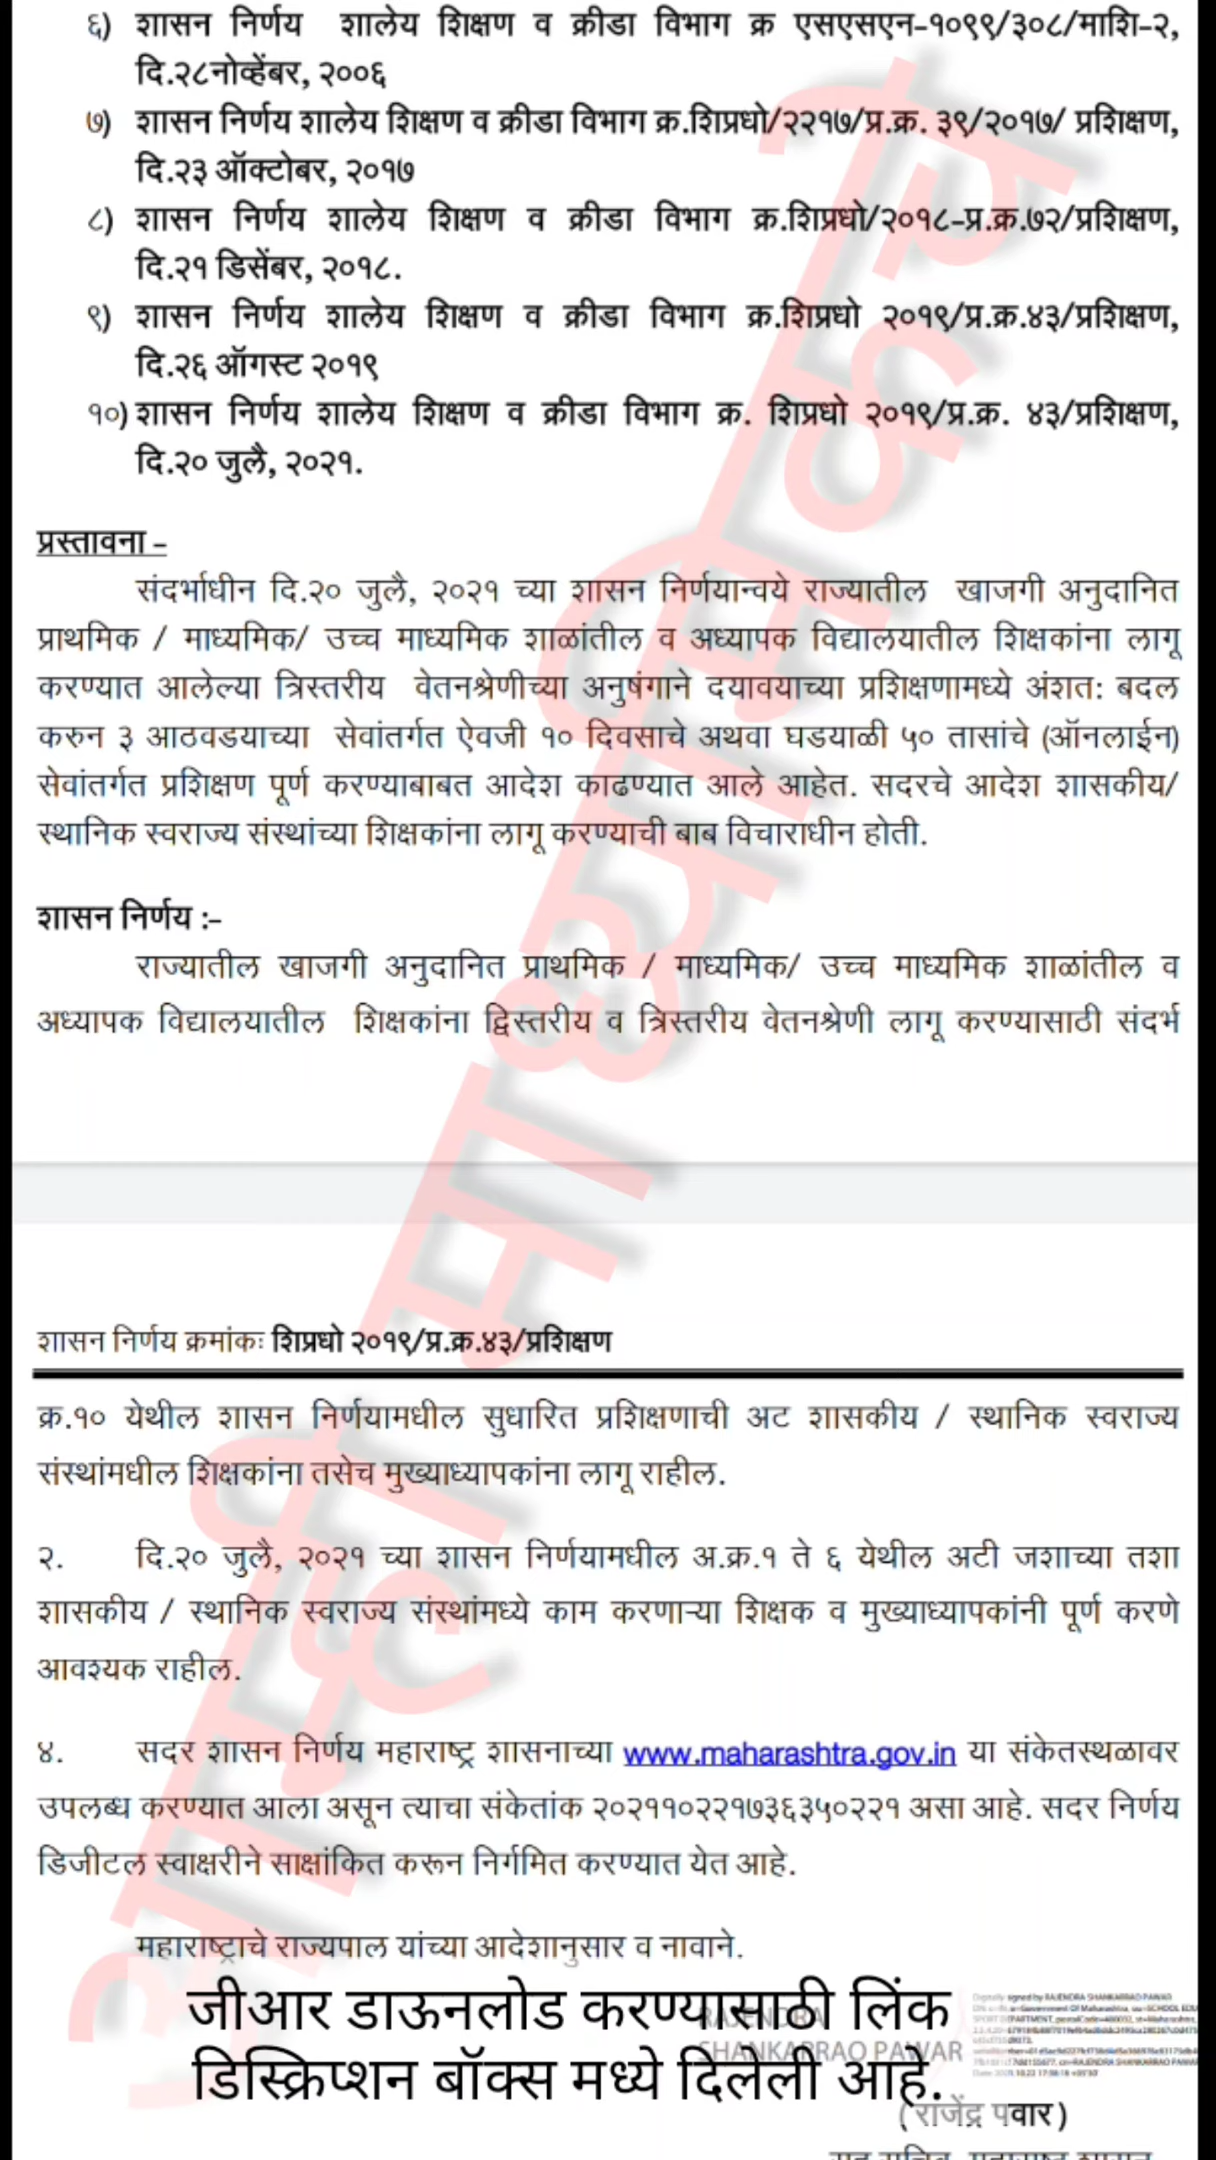 ६) शासन निर्णय शालेय शिक्षण व क्रीडा विभाग क्र एसएसएन-१०९९/३०८/माशि-२,
दि.२८नोव्हेंबर, २००६
७) शासन निर्णय शालेय शिक्षण व क्रीडा विभाग क्र.शिप्रधो/२२१७/प्र.क्र. ३९/२०१७/ प्रशिक्षण,
दि.२३ ऑक्टोबर, २०१७
८) शासन निर्णय शालेय शिक्षण व क्रीडा विभाग क्र.शिप्रधो/२०१८-प्र.क्र.७२/प्रशिक्षण,
दि.२१ डिसेंबर, २०१८.
९) शासन निर्णय शालेय शिक्षण व क्रीडा विभाग क्र.शिप्रधो २०१९/प्र.क्र.४३/प्रशिक्षण,
दि.२६ ऑगस्ट २०१९
१०) शासन निर्णय शालेय शिक्षण व क्रीडा विभाग क्र. शिप्रधो २०१९/प्र.क्र. ४३/प्रशिक्षण,
दि.२० जुलै, २०२१.
प्रस्तावना -
संदर्भाधीन दि.२० जुलै, २०२१ च्या शासन निर्णयान्वये राज्यातील खाजगी अनुदानित
प्राथमिक / माध्यमिक/ उच्च माध्यमिक शाळांतील व अध्यापक विद्यालयातील शिक्षकांना लागू
करण्यात आलेल्या त्रिस्तरीय वेतनश्रेणीच्या अनुषंगाने दयावयाच्या प्रशिक्षणामध्ये अंशत: बदल
करुन ३ आठवडयाच्या सेवांतर्गत ऐवजी १० दिवसाचे अथवा घडयाळी ५० तासांचे (ऑनलाईन)
सेवांतर्गत प्रशिक्षण पूर्ण करण्याबाबत आदेश काढण्यात आले आहेत. सदरचे आदेश शासकीय/
स्थानिक स्वराज्य संस्थांच्या शिक्षकांना लागू करण्याची बाब विचाराधीन होती.
शासन निर्णय :-
राज्यातील खाजगी अनुदानित प्राथमिक / माध्यमिक/ उच्च माध्यमिक शाळांतील व
अध्यापक विद्यालयातील शिक्षकांना द्विस्तरीय व त्रिस्तरीय वेतनश्रेणी लागू करण्यासाठी संदर्भ
शासन निर्णय क्रमांकः शिप्रधो २०१९/प्र.क्र.४३/प्रशिक्षण
क्र.१० येथील शासन निर्णयामधील सुधारित प्रशिक्षणाची अट शासकीय / स्थानिक स्वराज्य
संस्थांमधील शिक्षकांना तसेच मुख्याध्यापकांना लागू राहील.
२. दि.२० जुलै, २०२१ च्या शासन निर्णयामधील अ.क्र.१ ते ६ येथील अटी जशाच्या तशा
शासकीय / स्थानिक स्वराज्य संस्थांमध्ये काम करणाऱ्या शिक्षक व मुख्याध्यापकांनी पूर्ण करणे
आवश्यक राहील.
४. सदर शासन निर्णय महाराष्ट्र शासनाच्या www.maharashtra.gov.in या संकेतस्थळावर
उपलब्ध करण्यात आला असून त्याचा संकेतांक २०२११०२२१७३६३५०२२१ असा आहे. सदर निर्णय
डिजीटल स्वाक्षरीने साक्षांकित करून निर्गमित करण्यात येत आहे.
महाराष्ट्राचे राज्यपाल यांच्या आदेशानुसार व नावाने.
जीआर डाऊनलोड करण्यासाठी लिंक
डिस्क्रिप्शन बॉक्स मध्ये दिलेली आहे.
RAJENDRA
SHANKARRAO PAWAR
Digitally signed by RAJENDRA SHANKARRAO PAWAR
(राजेंद्र पवार)